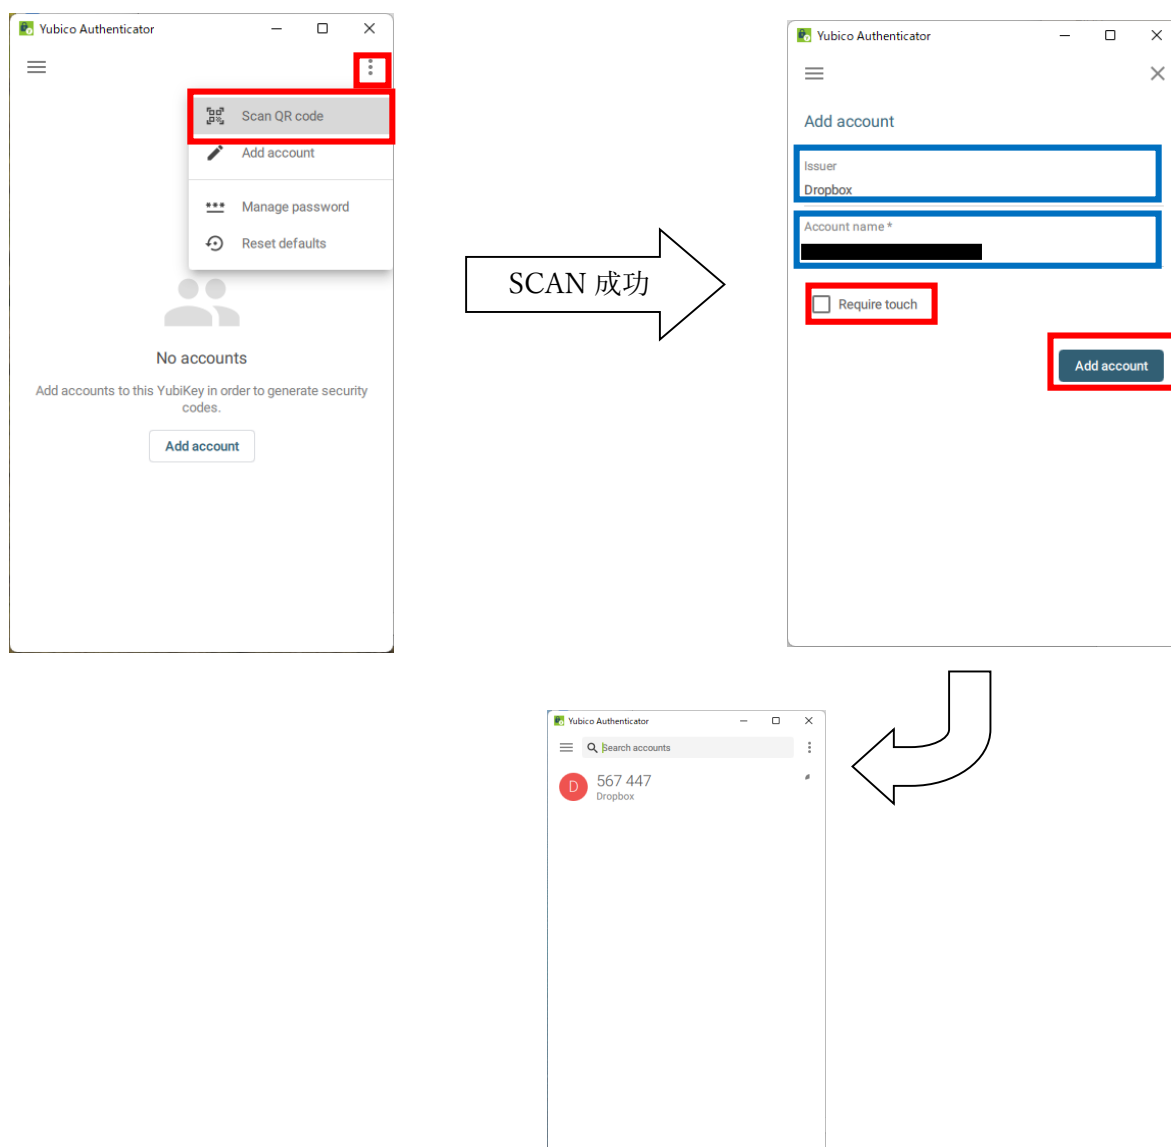 Yubico Authenticator
Scan QR code
Add account
Manage password
Reset defaults
No accounts
Add accounts to this YubiKey in order to generate security
codes.
Add account
SCAN 成功
Yubico Authenticator
Add account
Issuer
Dropbox
Account name *
Require touch
Add account
Yubico Authenticator
Search accounts
D
567 447
Dropbox